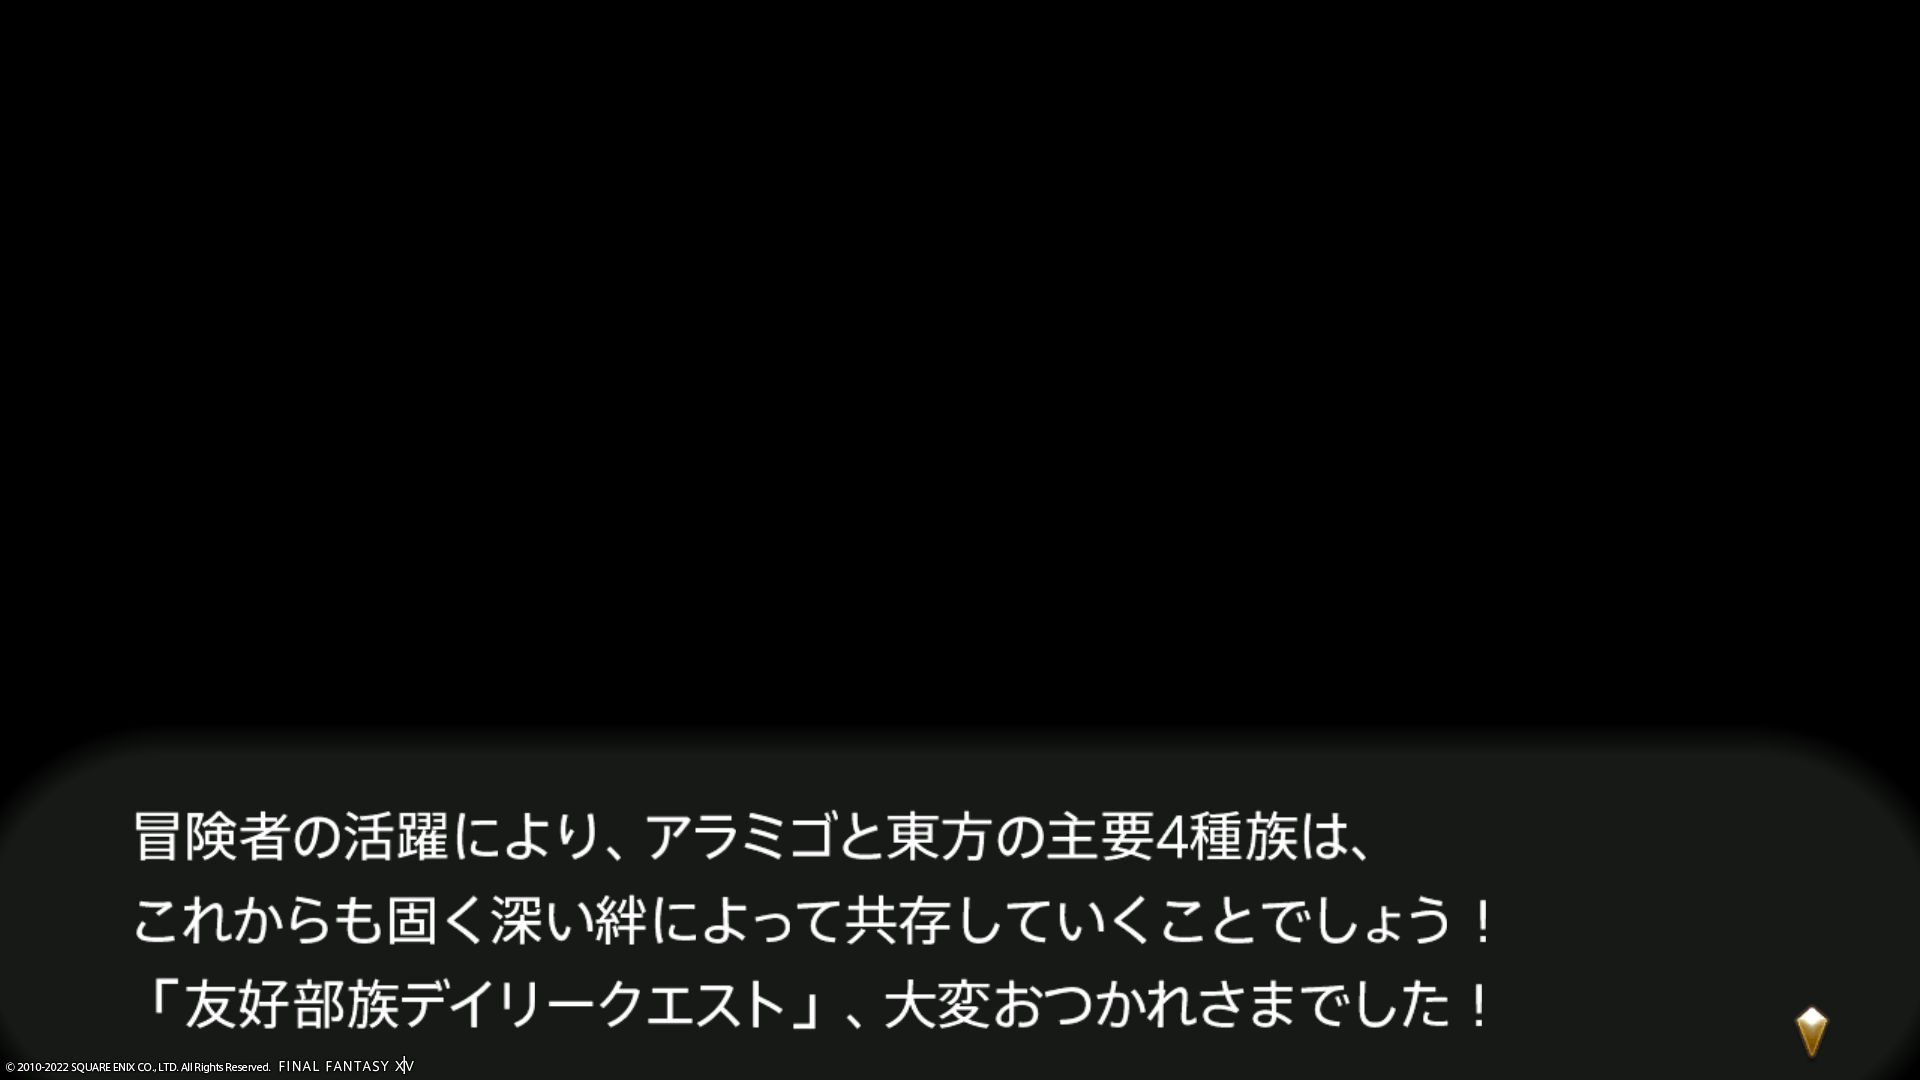 冒険者の活躍により、アラミゴと東方の主要4種族は、
これからも固く深い絆によって共存していくことでしょう！
「友好部族デイリークエスト」、大変おつかれさまでした！
© 2010-2022 SQUARE ENIX CO., LTD. All Rights Reserved. FINAL FANTASY XIV